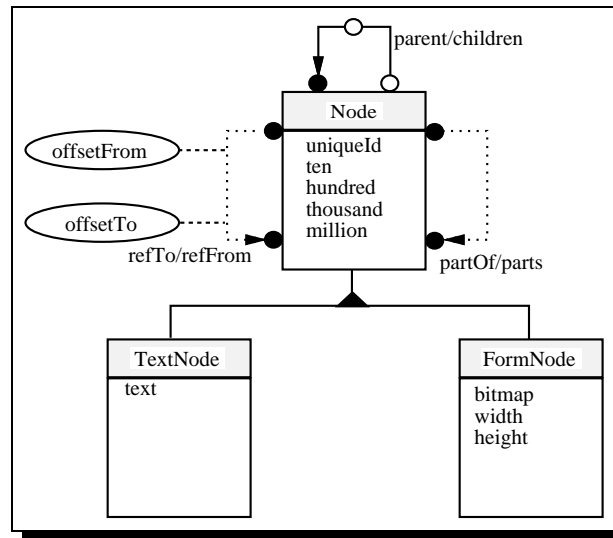 parent/children
Node
offsetFrom
uniqueId
ten
hundred
thousand
million
offsetTo
refTo/refFrom
partOf/parts
TextNode
text
FormNode
bitmap
width
height